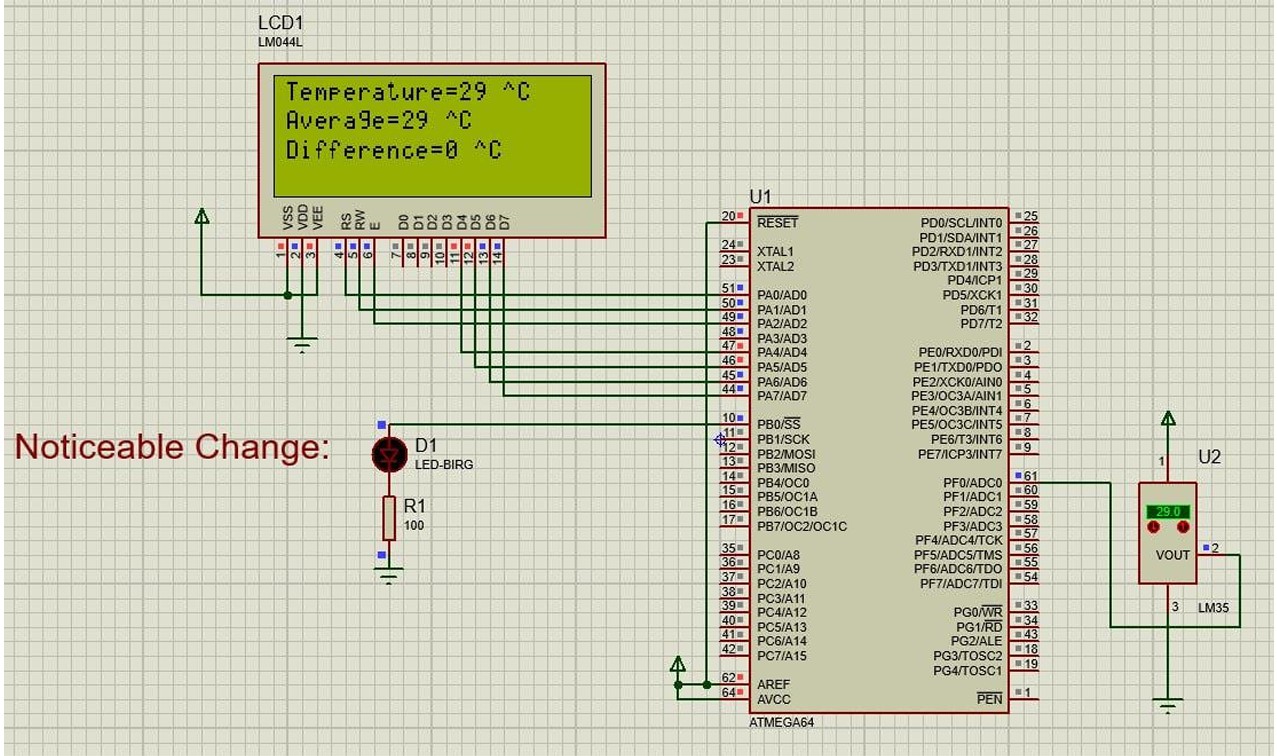 LCD1
LM044L
Temperature=29 ^C
Average=29 ^C
Difference=0 ^C
VSS
VDD
VEE
RS
RW
E
D0
D1
D2
D3
D4
D5
D6
D7
1
2
3
4
5
6
7
8
9
10
11
12
13
14
U1
20 RESET
24 XTAL1
23 XTAL2
51 PA0/AD0
50 PA1/AD1
49 PA2/AD2
48 PA3/AD3
47 PA4/AD4
46 PA5/AD5
45 PA6/AD6
44 PA7/AD7
10 PB0/SS
11 PB1/SCK
12 PB2/MOSI
13 PB3/MISO
14 PB4/OC0
15 PB5/OC1A
16 PB6/OC1B
17 PB7/OC2/OC1C
35 PC0/A8
36 PC1/A9
37 PC2/A10
38 PC3/A11
39 PC4/A12
40 PC5/A13
41 PC6/A14
42 PC7/A15
62 AREF
64 AVCC
PD0/SCL/INT0 25
PD1/SDA/INT1 26
PD2/RXD1/INT2 27
PD3/TXD1/INT3 28
PD4/ICP1 29
PD5/XCK1 30
PD6/T1 31
PD7/T2 32
PE0/RXD0/PDI 2
PE1/TXD0/PDO 3
PE2/XCK0/AIN0 4
PE3/OC3A/AIN1 5
PE4/OC3B/INT4 6
PE5/OC3C/INT5 7
PE6/T3/INT6 8
PE7/ICP3/INT7 9
PF0/ADC0 61
PF1/ADC1 60
PF2/ADC2 59
PF3/ADC3 58
PF4/ADC4/TCK 57
PF5/ADC5/TMS 56
PF6/ADC6/TDO 55
PF7/ADC7/TDI 54
PG0/WR 33
PG1/RD 34
PG2/ALE 43
PG3/TOSC2 18
PG4/TOSC1 19
PEN 1
ATMEGA64
Noticeable Change:
D1
LED-BIRG
R1
100
U2
1
29.0
VOUT
2
3
LM35